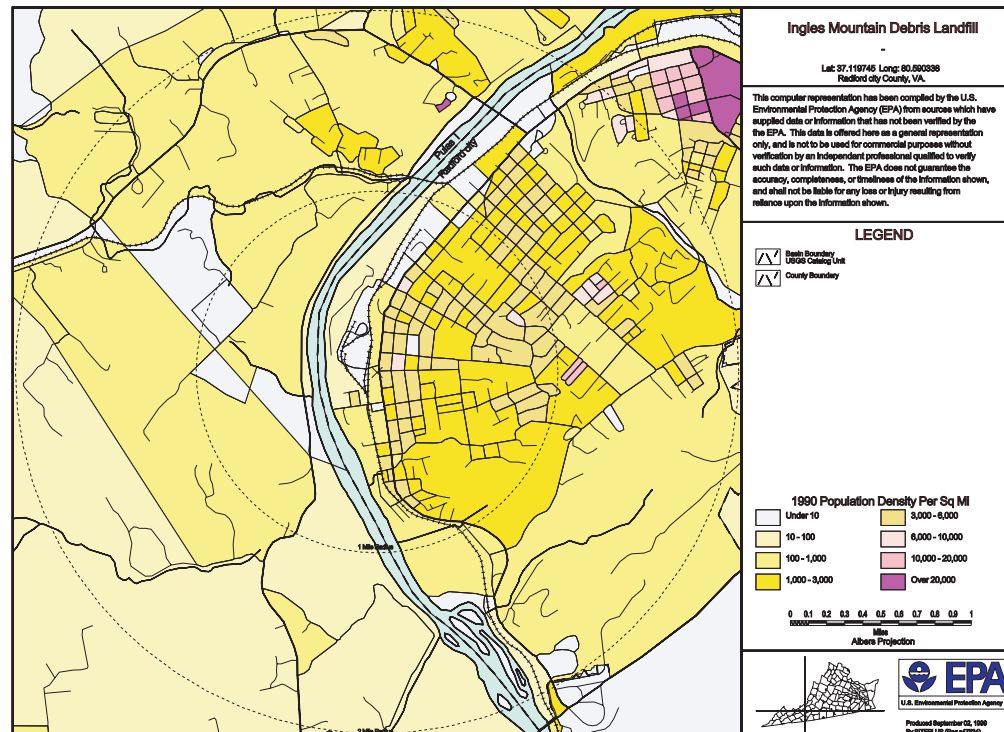 Ingles Mountain Debris Landfill
-
Lat: 37.119745 Long: 80.590336
Radford city County, VA.
This computer representation has been compiled by the U.S.
Environmental Protection Agency (EPA) from sources which have
supplied data or information that has not been verified by the
the EPA. This data is offered here as a general representation
only, and is not to be used for commercial purposes without
verification by an independent professional qualified to verify
such data or information. The EPA does not guarantee the
accuracy, completeness, or timeliness of the information shown,
and shall not be liable for any loss or injury resulting from
reliance upon the information shown.
LEGEND
Basin Boundary
USGS Catalog Unit
County Boundary
1990 Population Density Per Sq Mi
Under 10
10 - 100
100 - 1,000
1,000 - 3,000
3,000 - 6,000
6,000 - 10,000
10,000 - 20,000
Over 20,000
0 0.1 0.2 0.3 0.4 0.5 0.6 0.7 0.8 0.9 1
Miles
Albers Projection
EPA
U.S. Environmental Protection Agency
Produced September 02, 1999
Radford city
1 Mile Radius